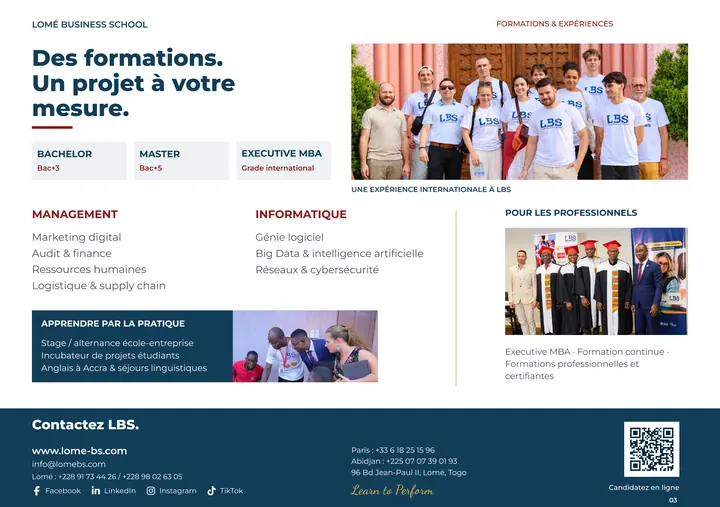 LOMÉ BUSINESS SCHOOL
FORMATIONS & EXPÉRIENCES
Des formations.
Un projet à votre
mesure.
BACHELOR
Bac+3
MASTER
Bac+5
EXECUTIVE MBA
Grade international
LBS
LBS
LBS
LBS
UNE EXPÉRIENCE INTERNATIONALE À LBS
MANAGEMENT
Marketing digital
Audit & finance
Ressources humaines
Logistique & supply chain
INFORMATIQUE
Génie logiciel
Big Data & intelligence artificielle
Réseaux & cybersécurité
POUR LES PROFESSIONNELS
LBS
LBS
Executive MBA · Formation continue ·
Formations professionnelles et
certifiantes
APPRENDRE PAR LA PRATIQUE
Stage / alternance école-entreprise
Incubateur de projets étudiants
Anglais à Accra & séjours linguistiques
Contactez LBS.
www.lome-bs.com
info@lomebs.com
Lomé : +228 91 73 44 26 / +228 98 02 63 05
Facebook
LinkedIn
Instagram
TikTok
Paris : +33 6 18 25 15 96
Abidjan : +225 07 07 39 01 93
96 Bd Jean-Paul II, Lomé, Togo
Learn to Perform
Candidatez en ligne
03